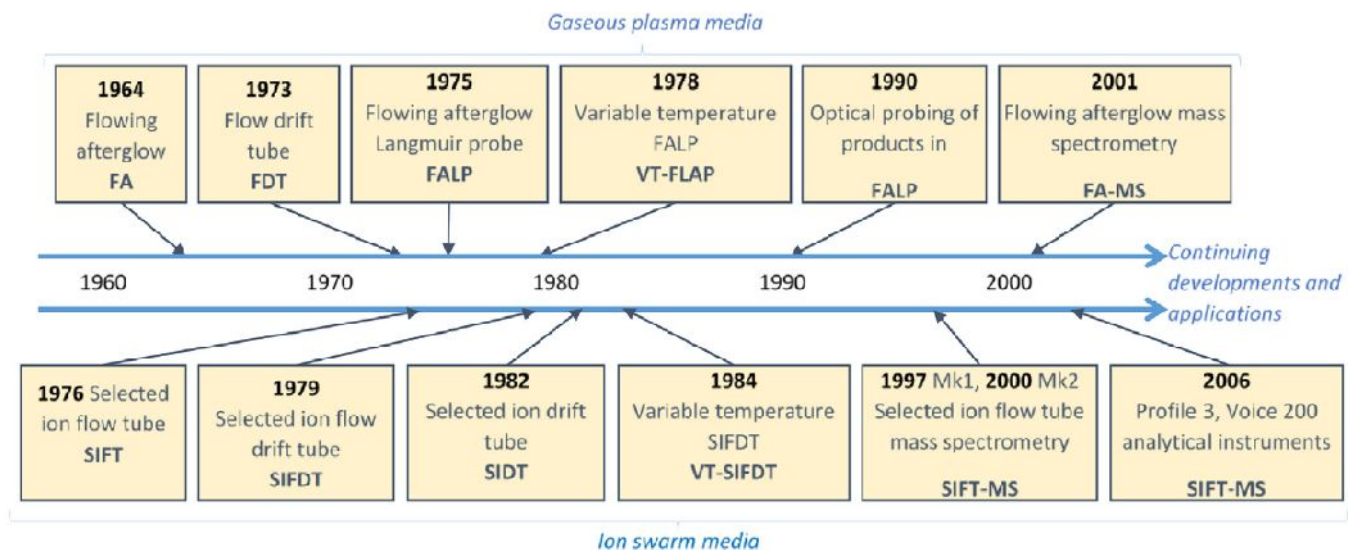 Gaseous plasma media
1964
Flowing
afterglow
FA
1973
Flow drift
tube
FDT
1975
Flowing afterglow
Langmuir probe
FALP
1978
Variable temperature
FALP
VT-FLAP
1990
Optical probing of
products in
FALP
2001
Flowing afterglow mass
spectrometry
FA-MS
1960
1970
1980
1990
2000
Continuing
developments and
applications
1976 Selected
ion flow tube
SIFT
1979
Selected ion flow
drift tube
SIFDT
1982
Selected ion drift
tube
SIDT
1984
Variable temperature
SIFDT
VT-SIFDT
1997 Mk1, 2000 Mk2
Selected ion flow tube
mass spectrometry
SIFT-MS
2006
Profile 3, Voice 200
analytical instruments
SIFT-MS
Ion swarm media